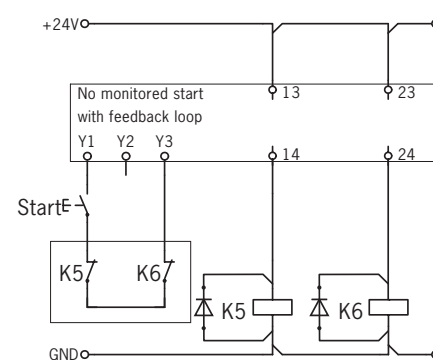 +24V
No monitored start
with feedback loop
13
23
Y1 Y2 Y3
14
24
Start
K5 K6
K5
K6
GND